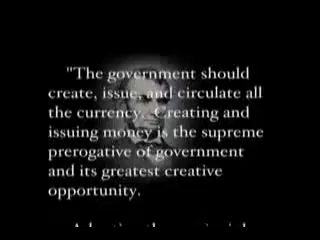 "The government should
create, issue, and circulate all
the currency. Creating and
issuing money is the supreme
prerogative of government
and its greatest creative
opportunity.